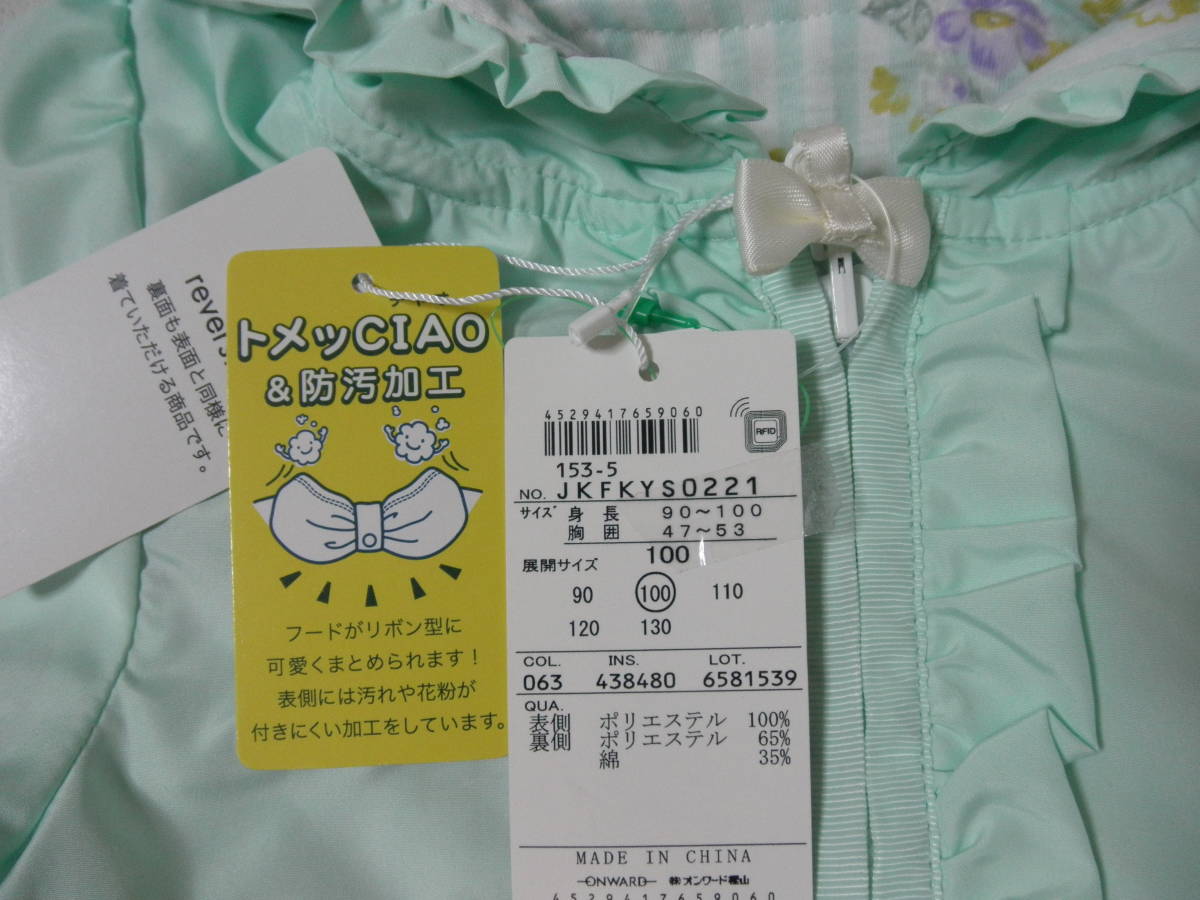 裏面も表面と同様に
着ていただける商品です。
トメッCIAO
&防汚加工
フードがリボン型に
可愛くまとめられます!
表側には汚れや花粉が
付きにくい加工をしています。
4529417659060
RFID
153-5
NO. JKFKYS0221
サイズ 身長 90~100
胸囲 47~53
展開サイズ 100
90 100 110
120 130
COL. INS. LOT.
063 438480 6581539
QUA.
表側 ポリエステル 100%
裏側 ポリエステル 65%
綿 35%
MADE IN CHINA
ONWARD ㈱オンワード樫山
4529417659060